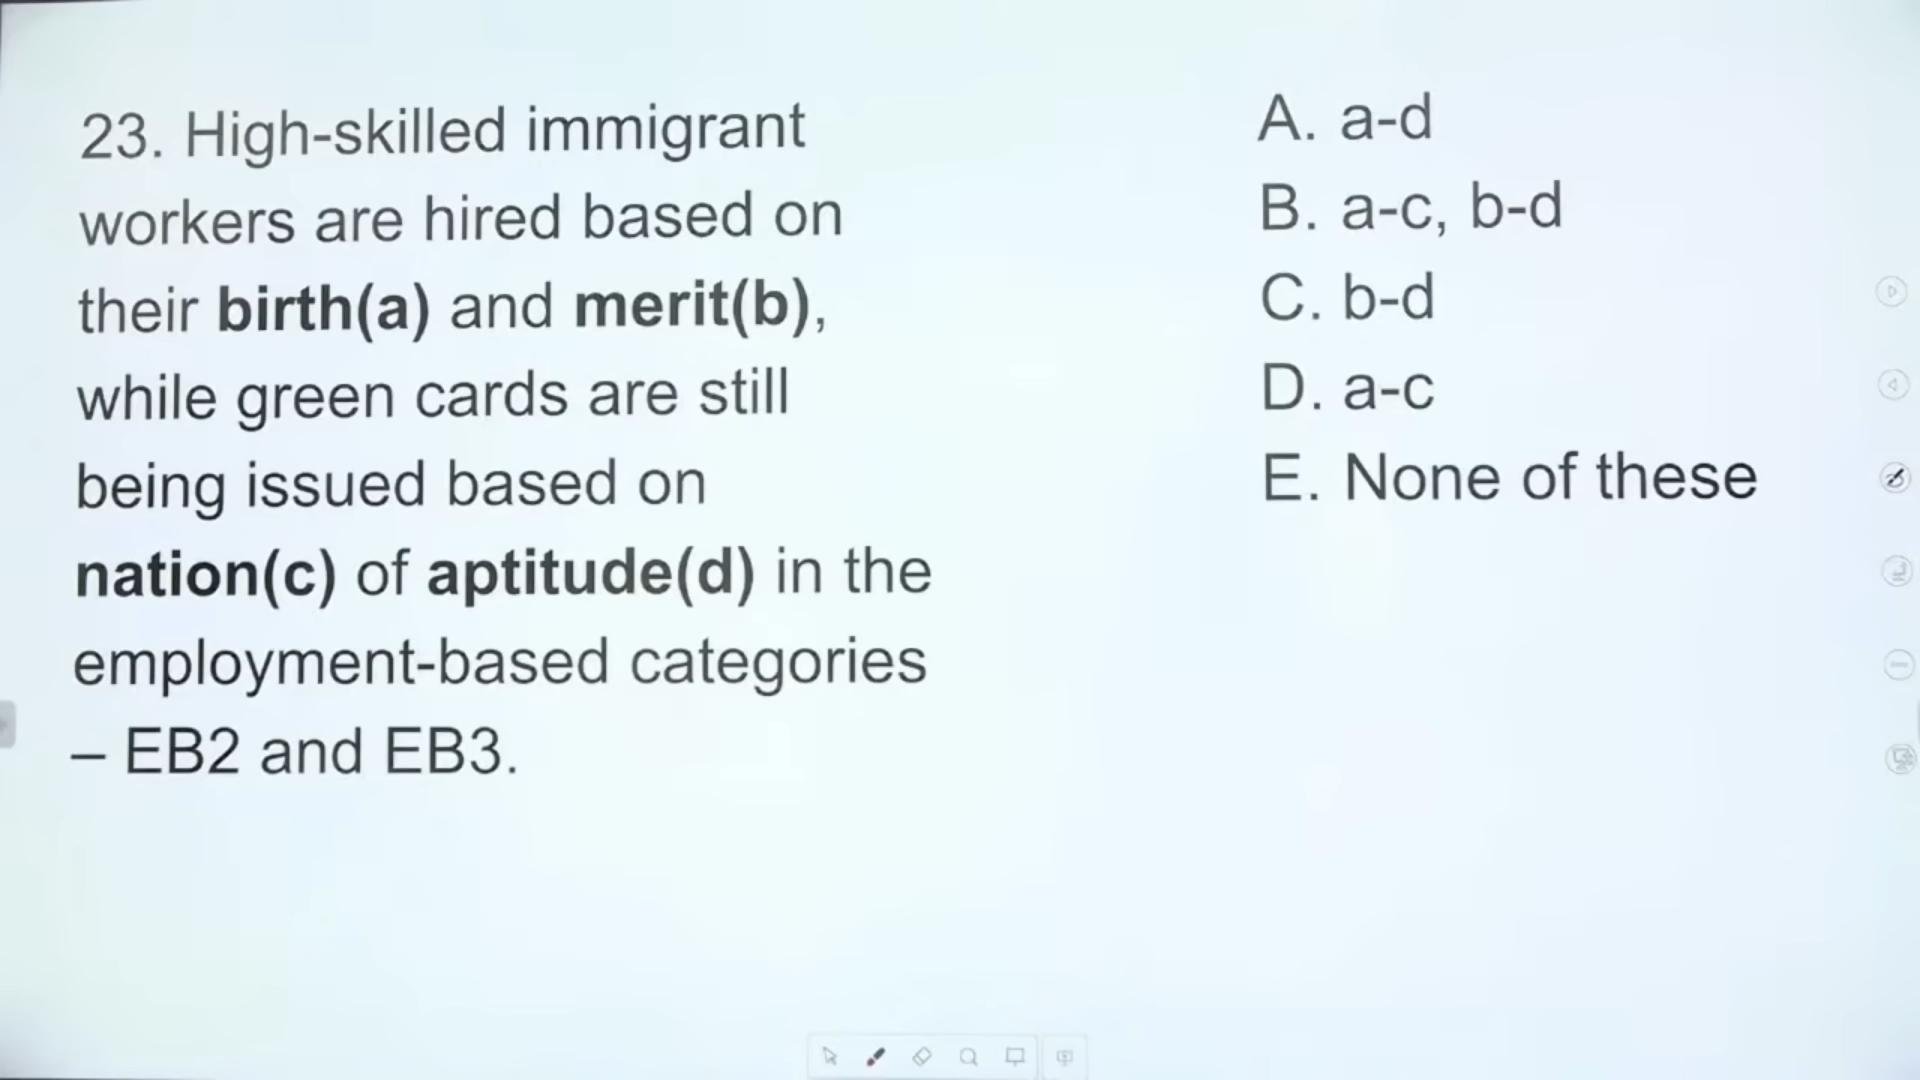 23. High-skilled immigrant
workers are hired based on
their birth(a) and merit(b),
while green cards are still
being issued based on
nation(c) of aptitude(d) in the
employment-based categories
– EB2 and EB3.
A. a-d
B. a-c, b-d
C. b-d
D. a-c
E. None of these